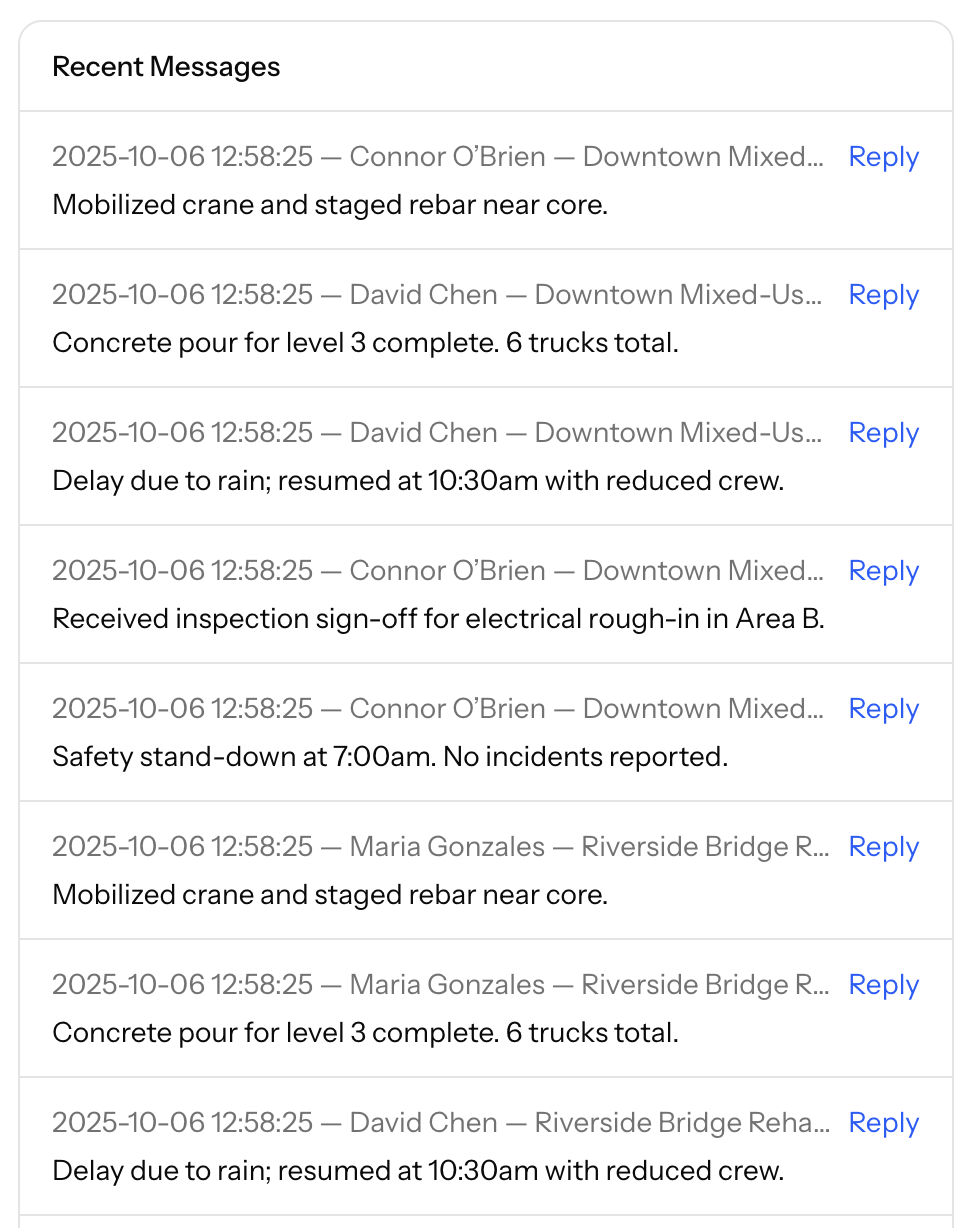 Recent Messages
2025-10-06 12:58:25 — Connor O’Brien — Downtown Mixed... Reply
Mobilized crane and staged rebar near core.
2025-10-06 12:58:25 — David Chen — Downtown Mixed-Us... Reply
Concrete pour for level 3 complete. 6 trucks total.
2025-10-06 12:58:25 — David Chen — Downtown Mixed-Us... Reply
Delay due to rain; resumed at 10:30am with reduced crew.
2025-10-06 12:58:25 — Connor O’Brien — Downtown Mixed... Reply
Received inspection sign-off for electrical rough-in in Area B.
2025-10-06 12:58:25 — Connor O’Brien — Downtown Mixed... Reply
Safety stand-down at 7:00am. No incidents reported.
2025-10-06 12:58:25 — Maria Gonzales — Riverside Bridge R... Reply
Mobilized crane and staged rebar near core.
2025-10-06 12:58:25 — Maria Gonzales — Riverside Bridge R... Reply
Concrete pour for level 3 complete. 6 trucks total.
2025-10-06 12:58:25 — David Chen — Riverside Bridge Reha... Reply
Delay due to rain; resumed at 10:30am with reduced crew.